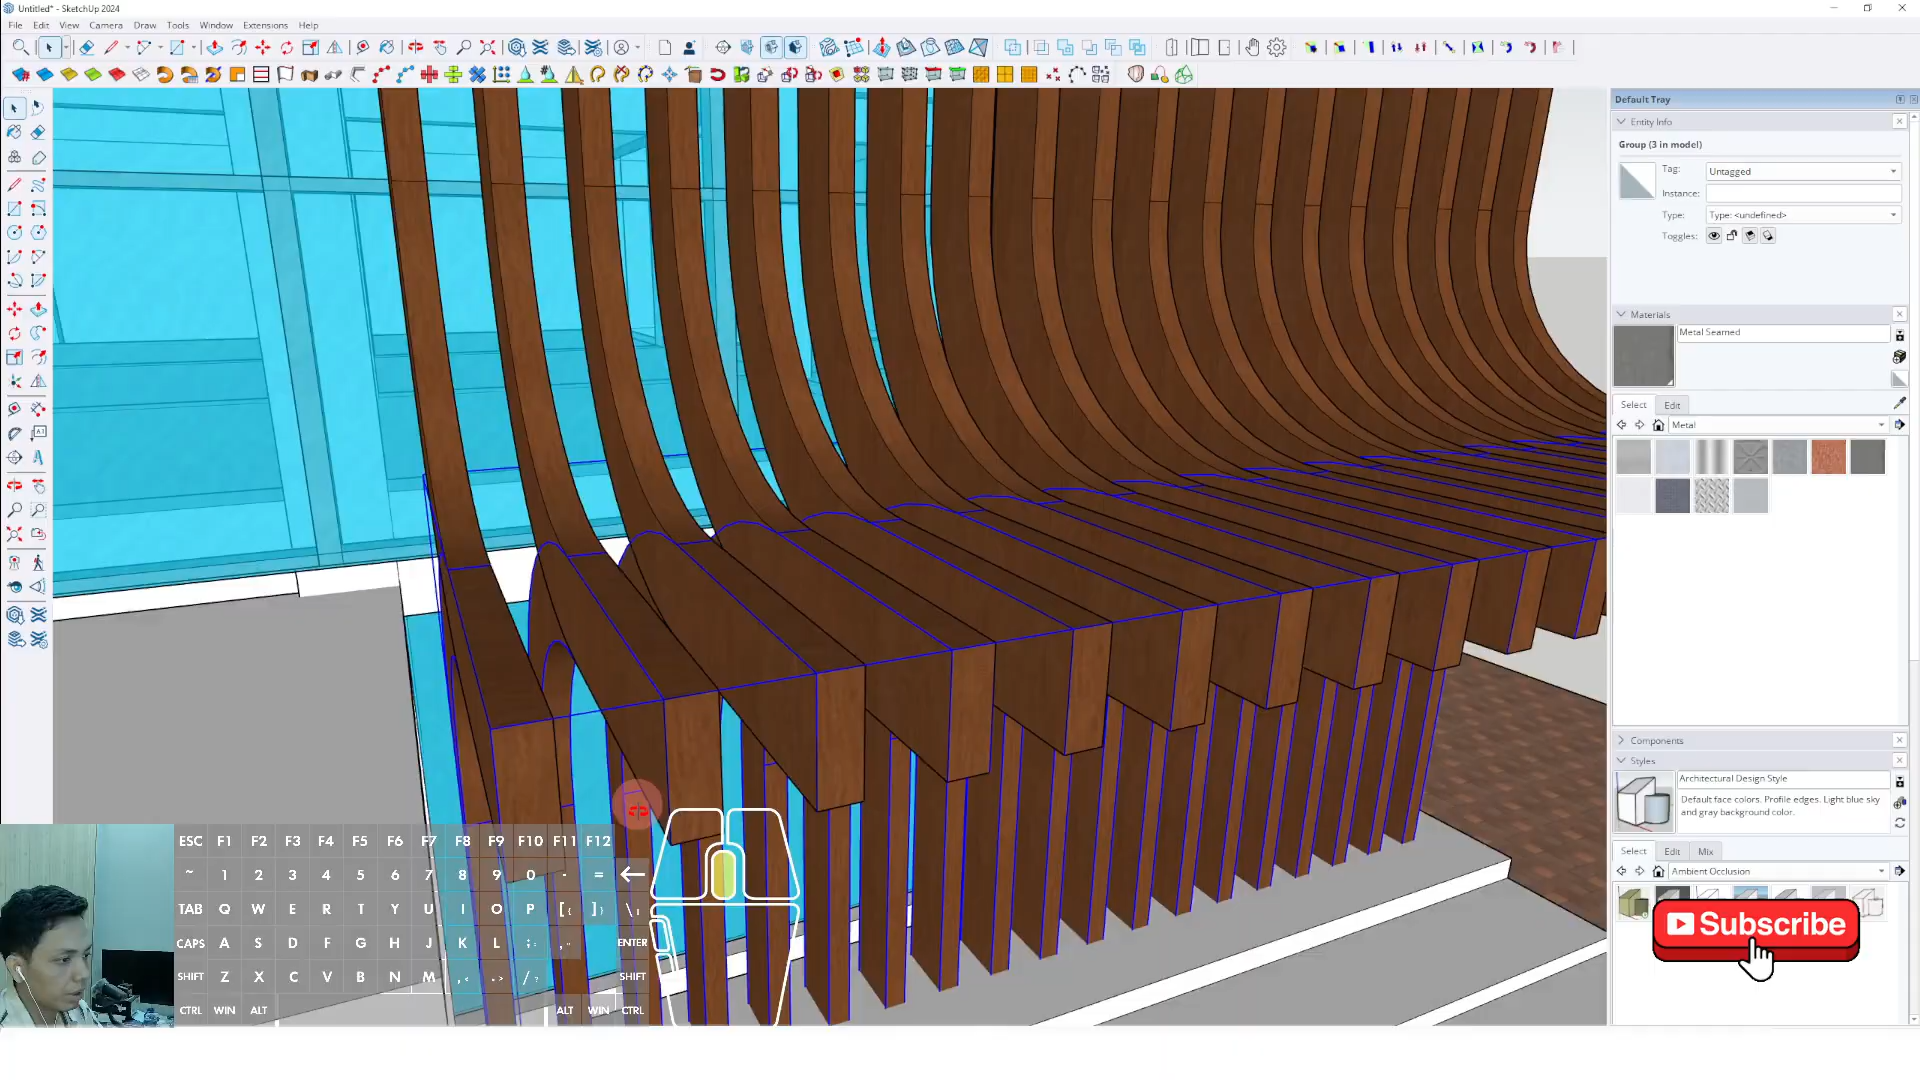 Untitled* - SketchUp 2024
File Edit View Camera Draw Tools Window Extensions Help
Default Tray
Entity Info
Group (3 in model)
Tag: Untagged
Instance:
Type: Type: <undefined>
Toggles:
Materials
Metal Seamed
Select Edit
Metal
Components
Styles
Architectural Design Style
Default face colors. Profile edges. Light blue sky
and gray background color.
Select Edit Mix
Ambient Occlusion
Subscribe
ESC F1 F2 F3 F4 F5 F6 F7 F8 F9 F10 F11 F12
~ 1 2 3 4 5 6 7 8 9 0 - =
TAB Q W E R T Y U I O P [{ ]} \|
CAPS A S D F G H J K L ;: ,. ENTER
SHIFT Z X C V B N M ,< .> /? SHIFT
CTRL WIN ALT ALT WIN CTRL